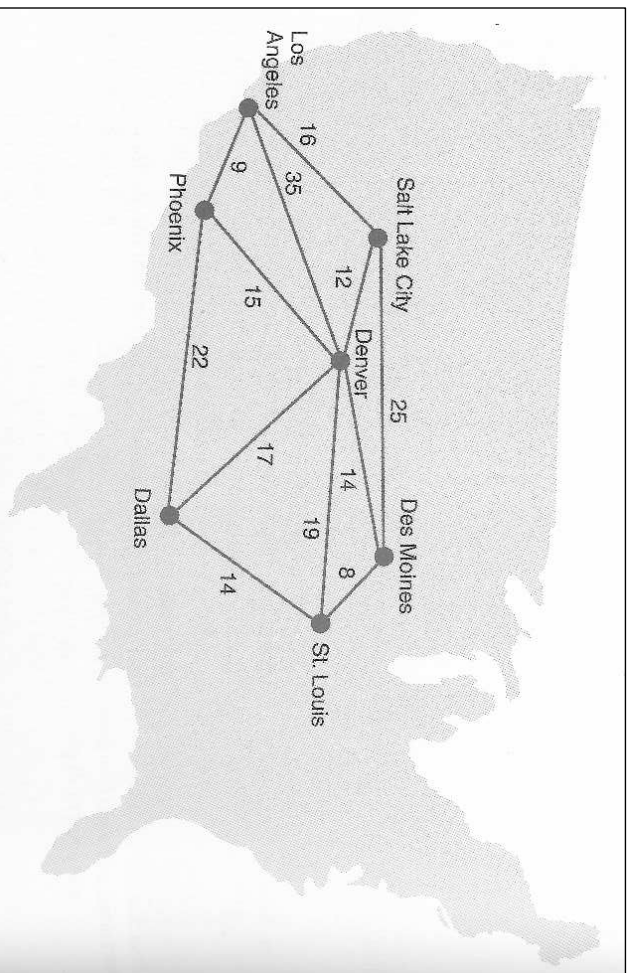 Los
Angeles
16
Salt Lake City
9
35
12
Denver
25
Phoenix
15
22
17
14
Des Moines
19
8
Dallas
14
St. Louis